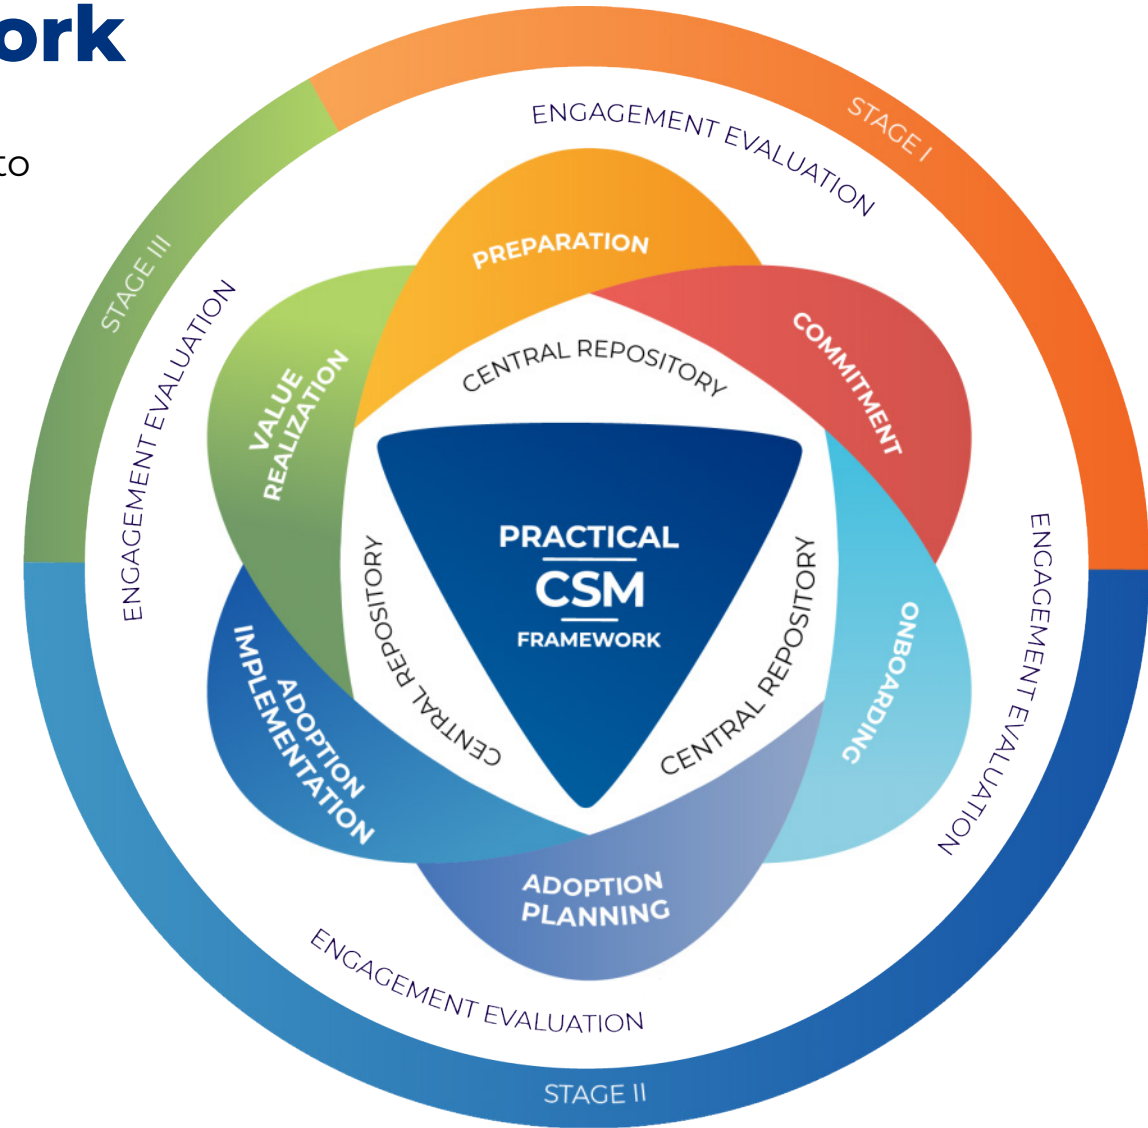 ork
to
STAGE I
ENGAGEMENT EVALUATION
PREPARATION
COMMITMENT
CENTRAL REPOSITORY
STAGE III
ENGAGEMENT EVALUATION
VALUE
REALIZATION
PRACTICAL
CSM
FRAMEWORK
CENTRAL REPOSITORY
CENTRAL REPOSITORY
ONBOARDING
ENGAGEMENT EVALUATION
ADOPTION
IMPLEMENTATION
ADOPTION
PLANNING
ENGAGEMENT EVALUATION
STAGE II